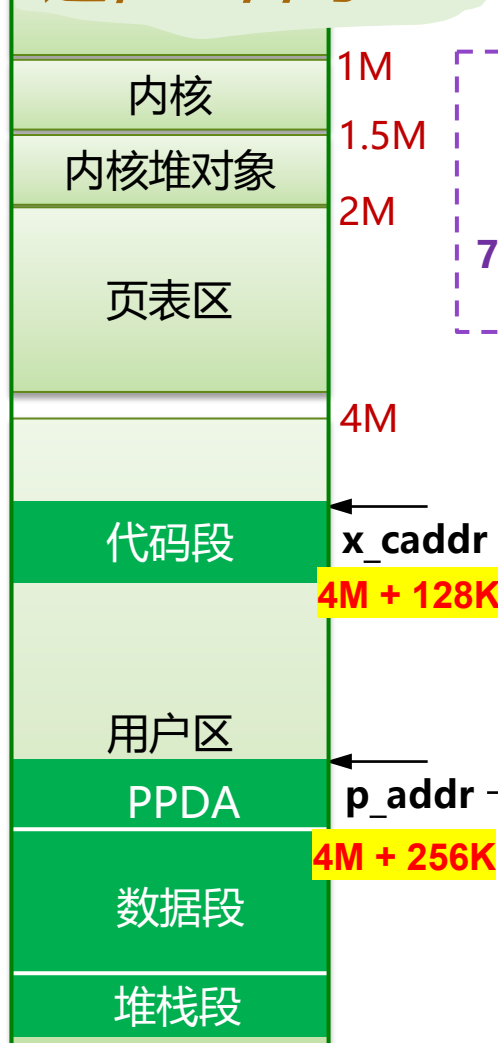 1M
内核
1.5M
内核堆对象
2M
7
页表区
4M
代码段
x_caddr
4M + 128K
用户区
PPDA
p_addr
4M + 256K
数据段
堆栈段